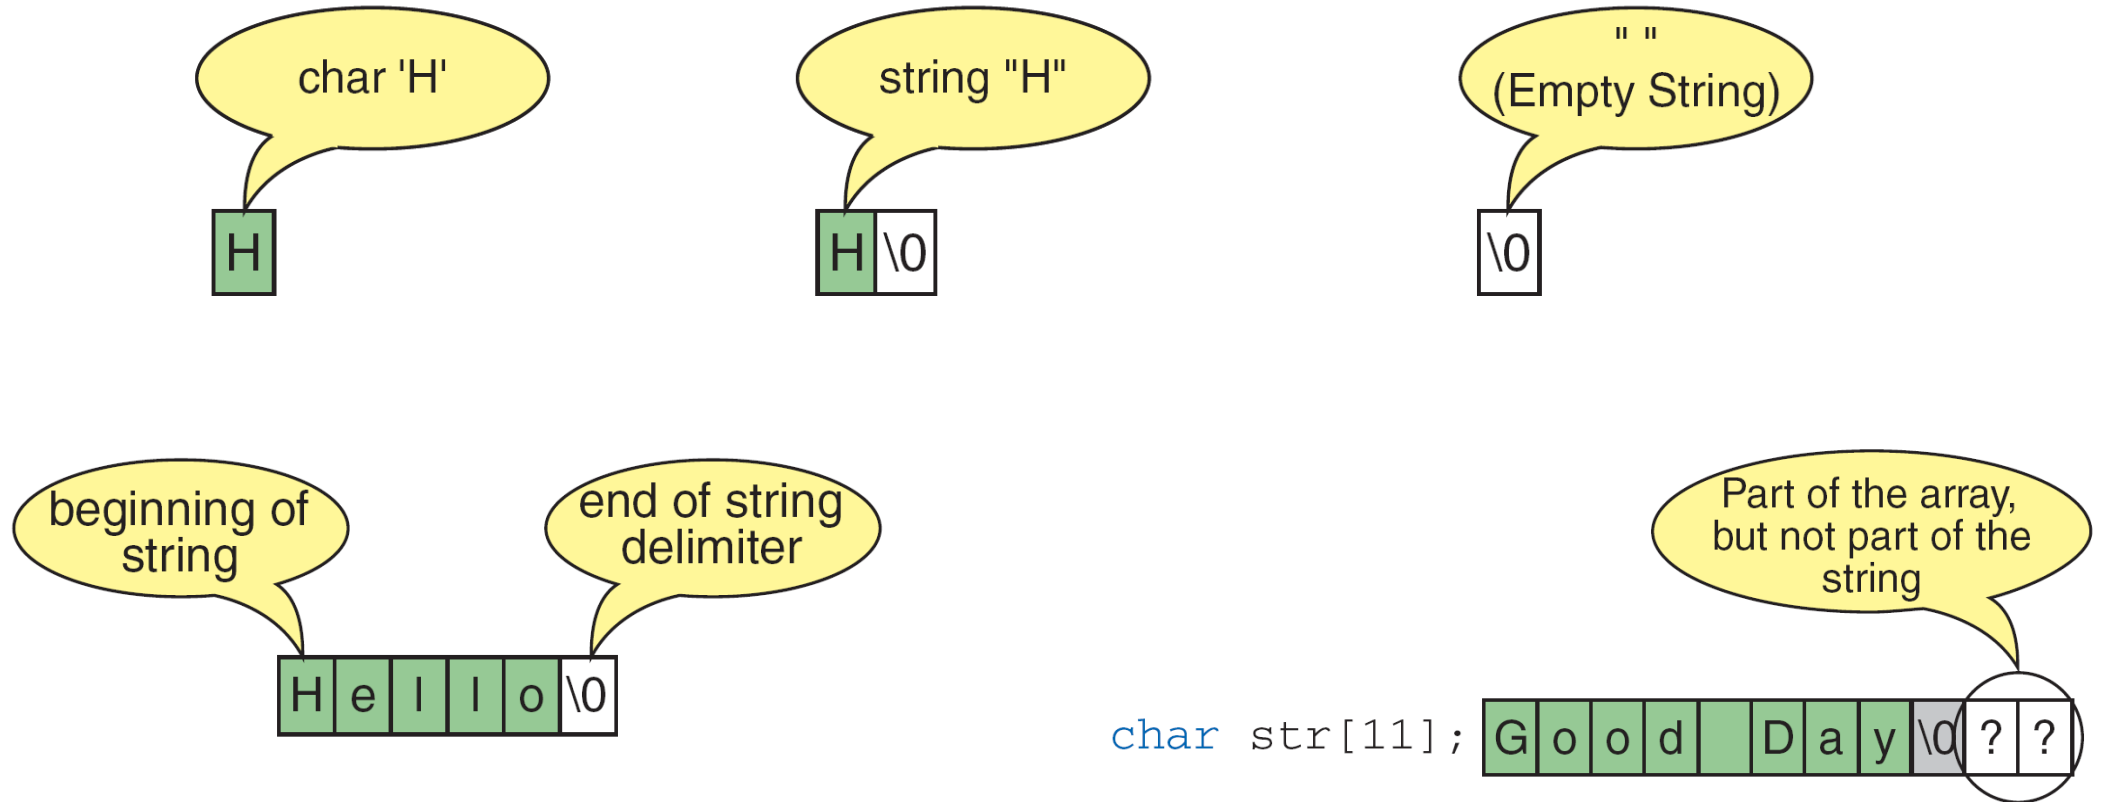 char 'H'
string "H"
" "
(Empty String)
H
H \0
\0
beginning of
string
end of string
delimiter
Part of the array,
but not part of the
string
H e l l o \0
char str[11]; G o o d   D a y \0 ? ?